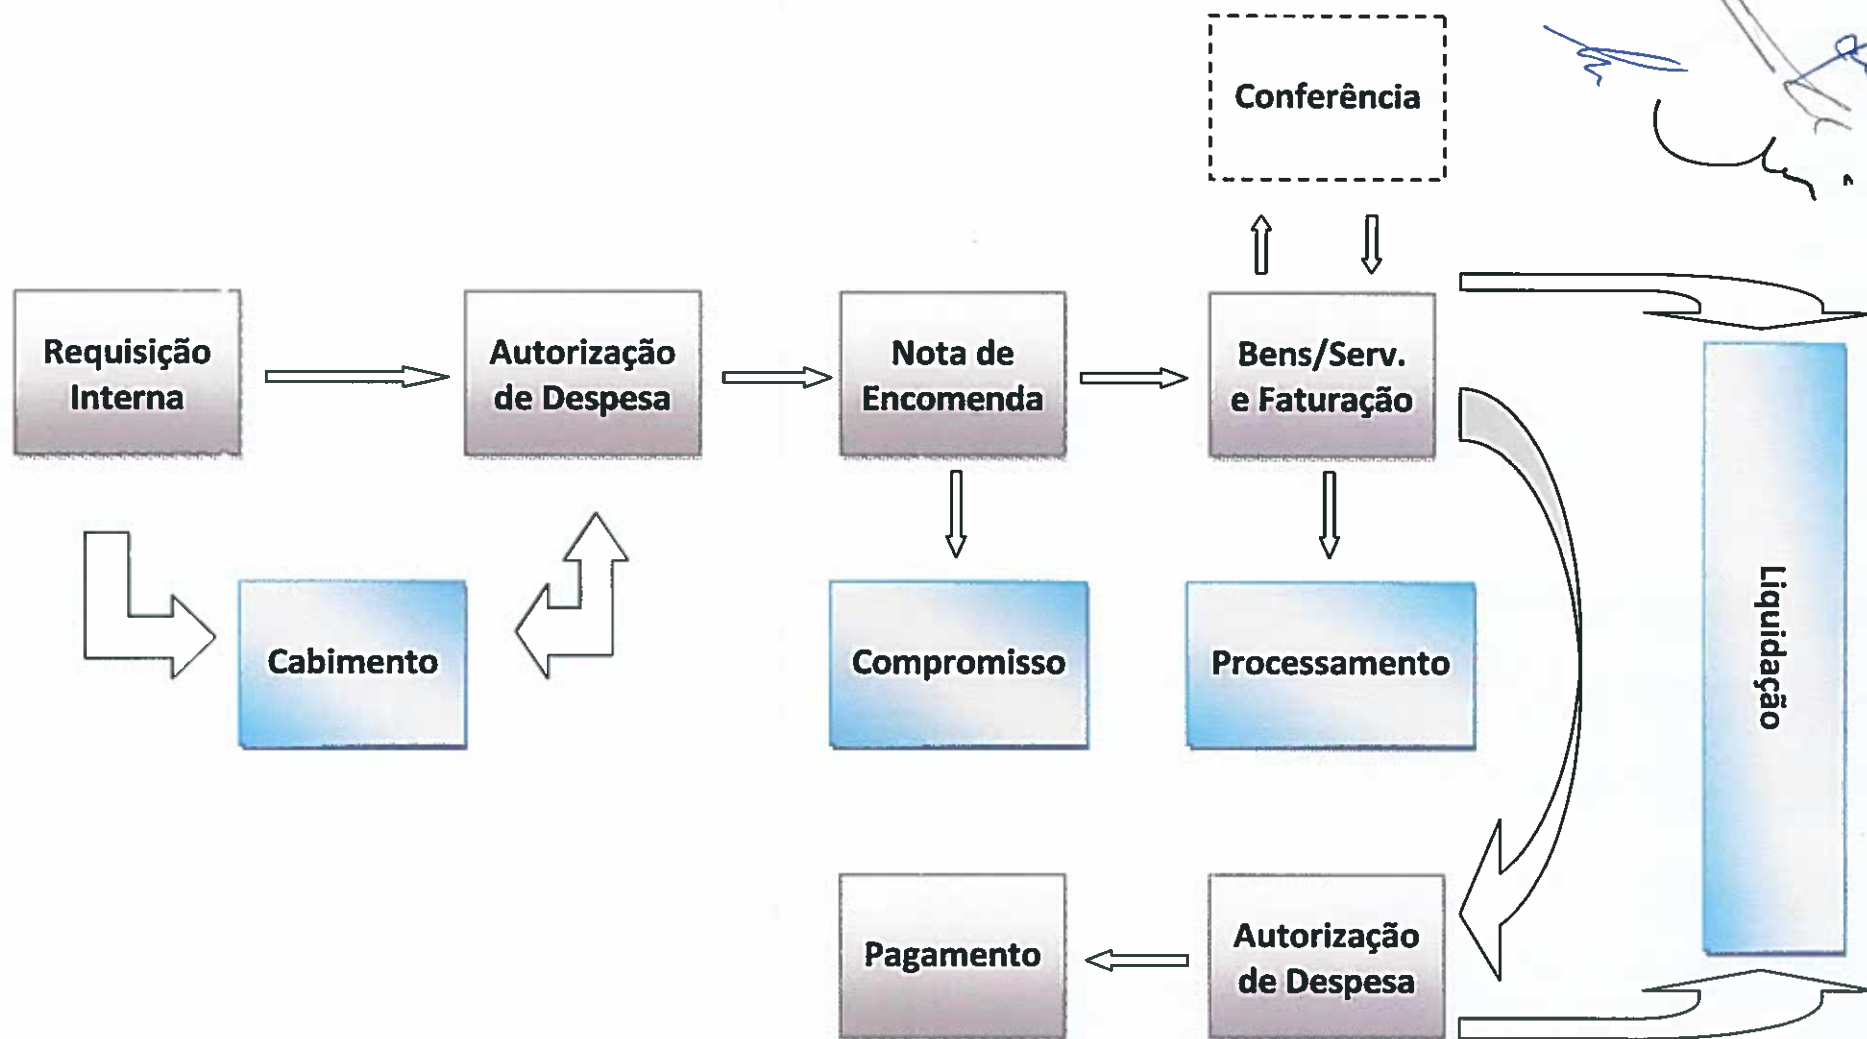 Conferência
Requisição
Interna
Autorização
de Despesa
Nota de
Encomenda
Bens/Serv.
e Faturação
Cabimento
Compromisso
Processamento
Liquidação
Pagamento
Autorização
de Despesa